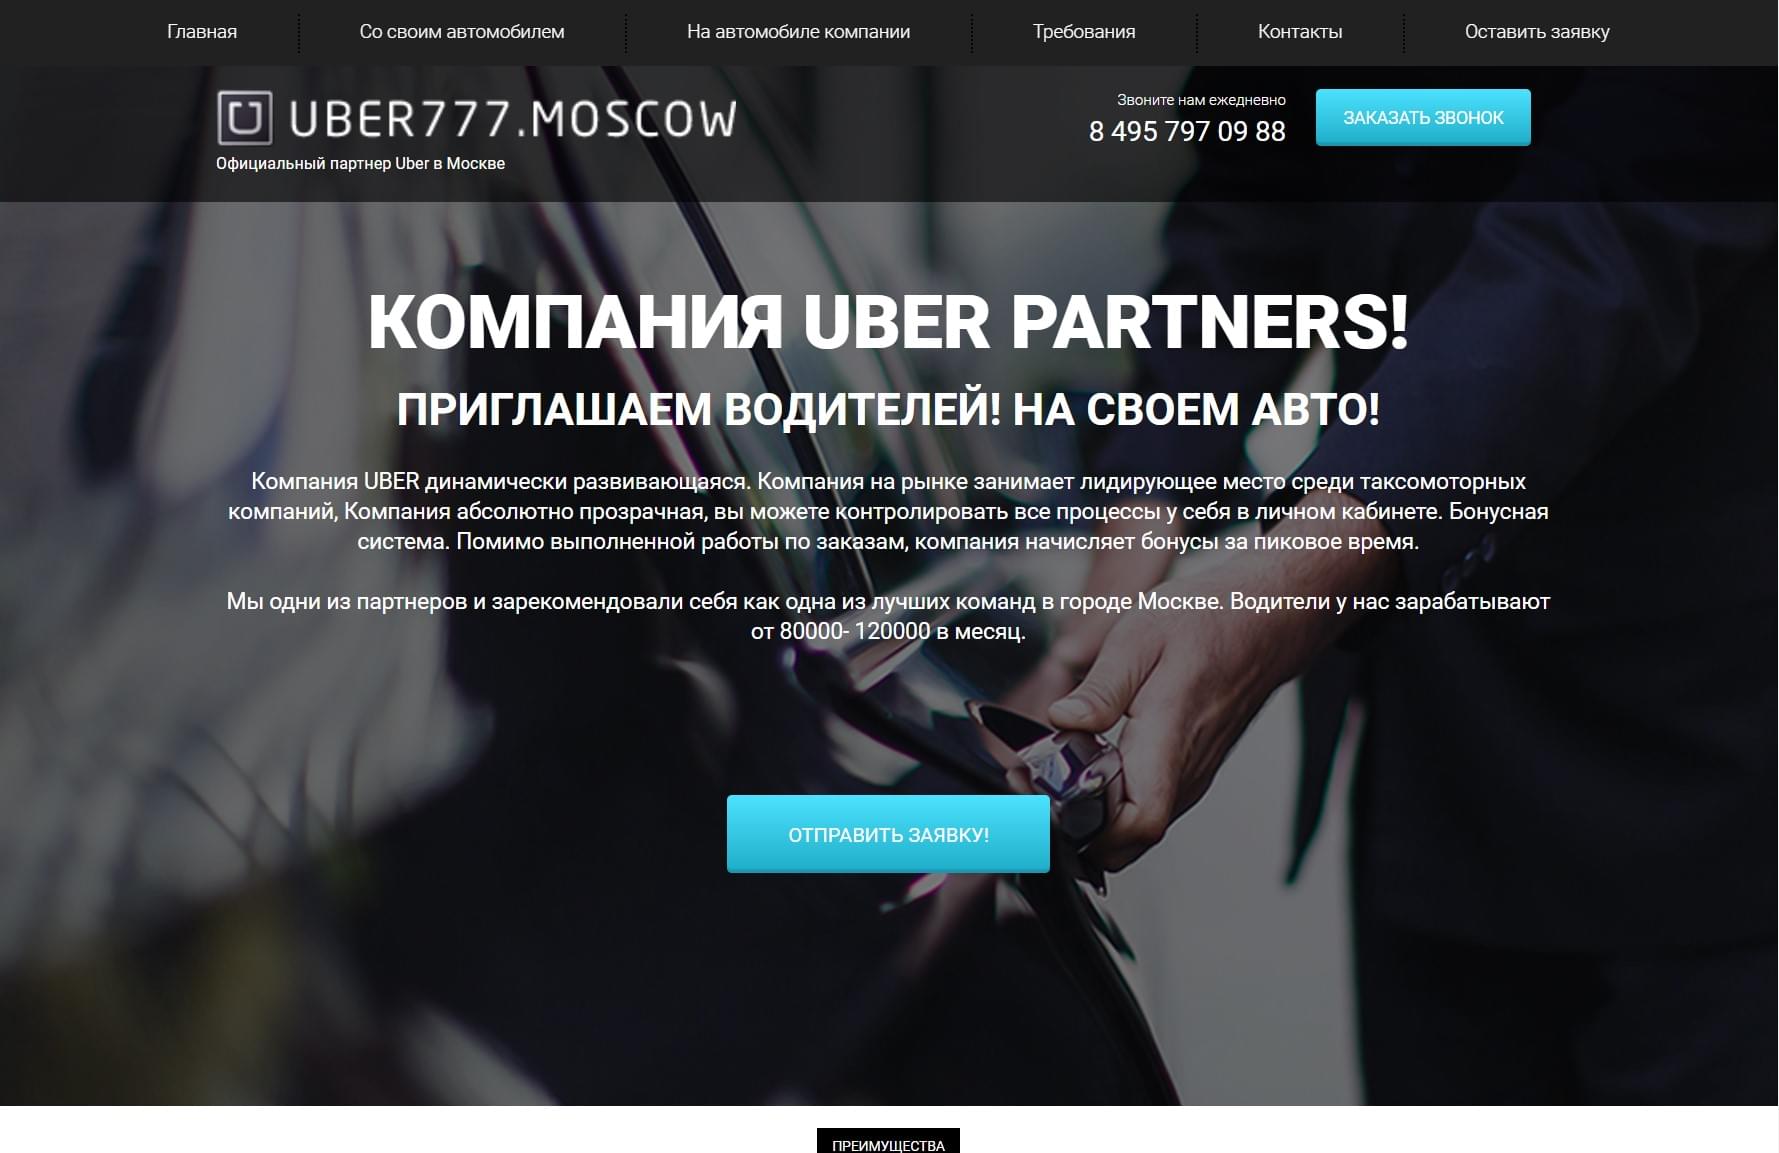 Главная
Со своим автомобилем
На автомобиле компании
Требования
Контакты
Оставить заявку
UBER777.MOSCOW
Официальный партнер Uber в Москве
Звоните нам ежедневно
8 495 797 09 88
ЗАКАЗАТЬ ЗВОНОК
КОМПАНИЯ UBER PARTNERS!
ПРИГЛАШАЕМ ВОДИТЕЛЕЙ! НА СВОЕМ АВТО!
Компания UBER динамически развивающаяся. Компания на рынке занимает лидирующее место среди таксомоторных
компаний, Компания абсолютно прозрачная, вы можете контролировать все процессы у себя в личном кабинете. Бонусная
система. Помимо выполненной работы по заказам, компания начисляет бонусы за пиковое время.
Мы одни из партнеров и зарекомендовали себя как одна из лучших команд в городе Москве. Водители у нас зарабатывают
от 80000- 120000 в месяц.
ОТПРАВИТЬ ЗАЯВКУ!
ПРЕИМУЩЕСТВА